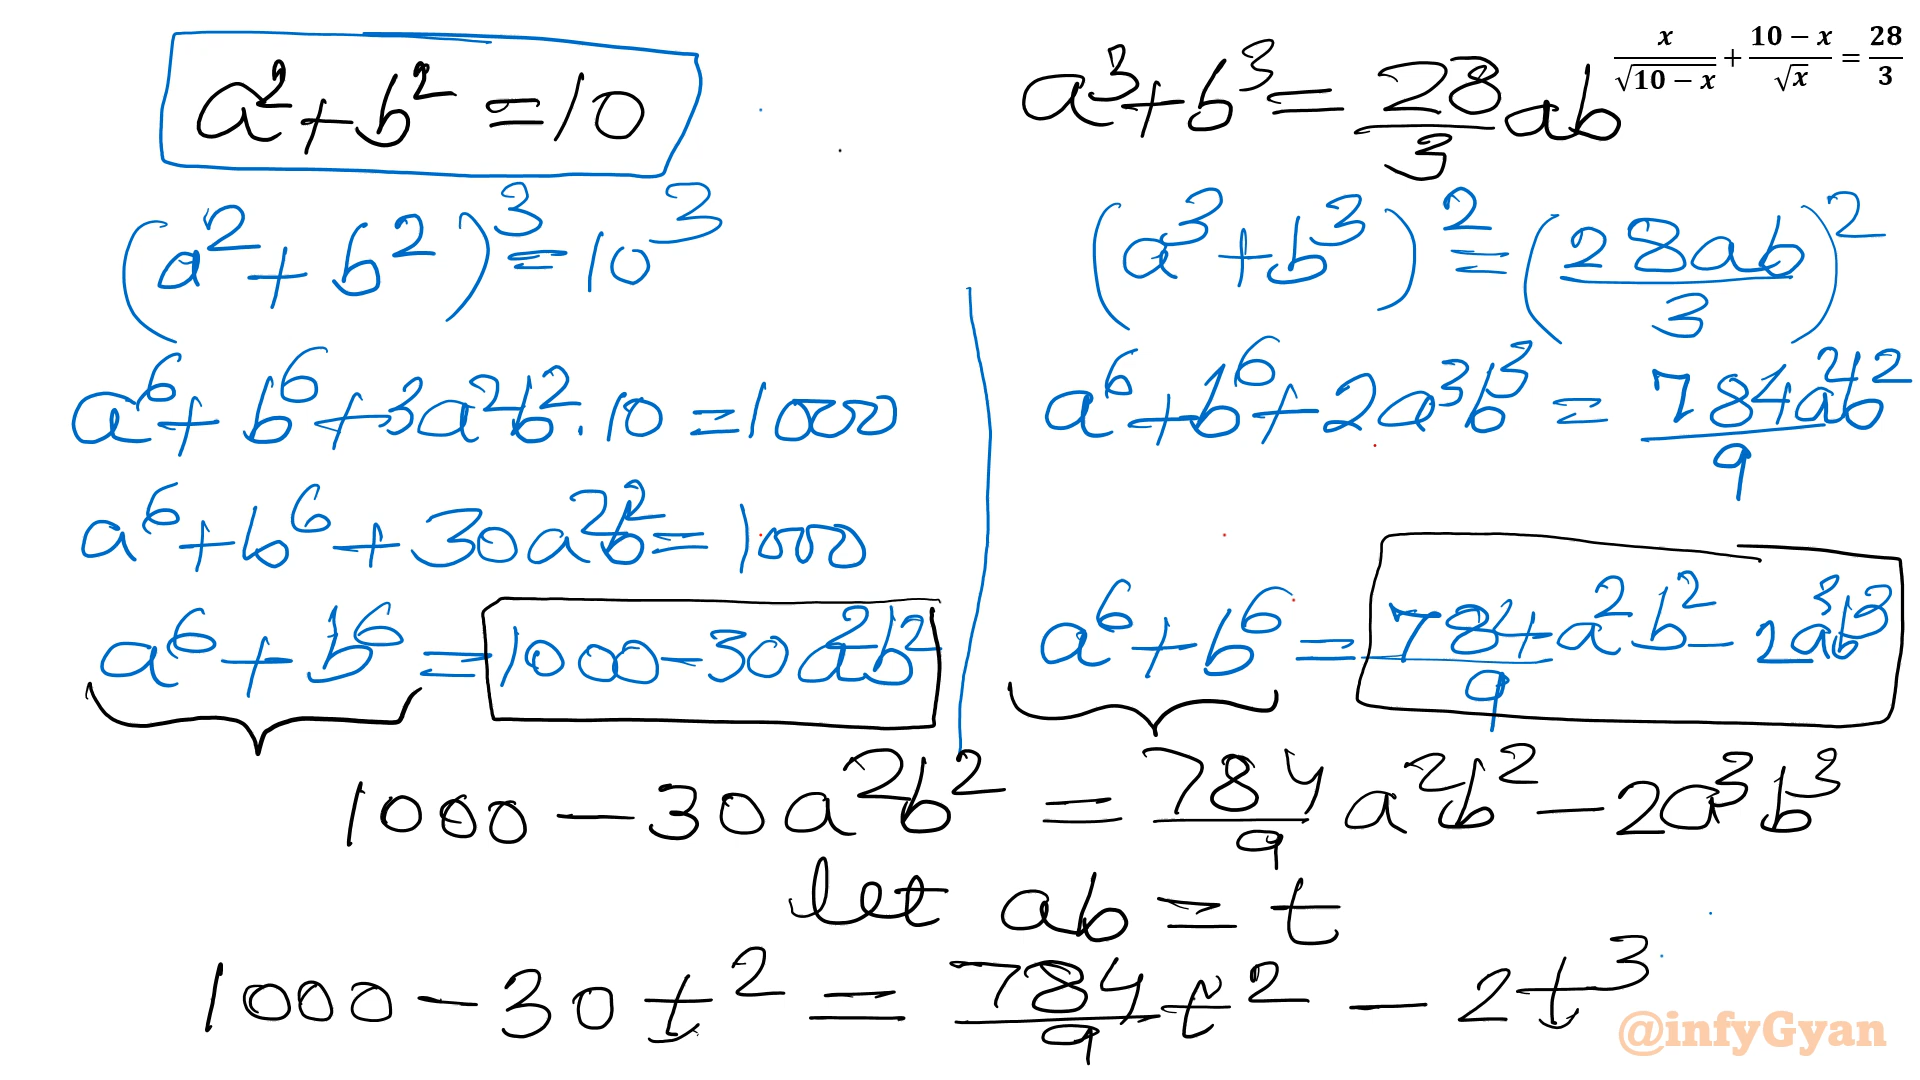 a² + b² = 10
a³ + b³ = 28/3 ab
x/√(10 − x) + (10 − x)/√x = 28/3
(a² + b²)³ = 10³
(a³ + b³)² = (28ab/3)²
a⁶ + b⁶ + 3a²b² · 10 = 1000
a⁶ + b⁶ + 2a³b³ = 784a²b²/9
a⁶ + b⁶ + 30a²b² = 1000
a⁶ + b⁶ = 1000 − 30a²b²
a⁶ + b⁶ = 784/9 a²b² − 2a³b³
1000 − 30a²b² = 784/9 a²b² − 2a³b³
let ab = t
1000 − 30t² = 784/9 t² − 2t³
@infyGyan